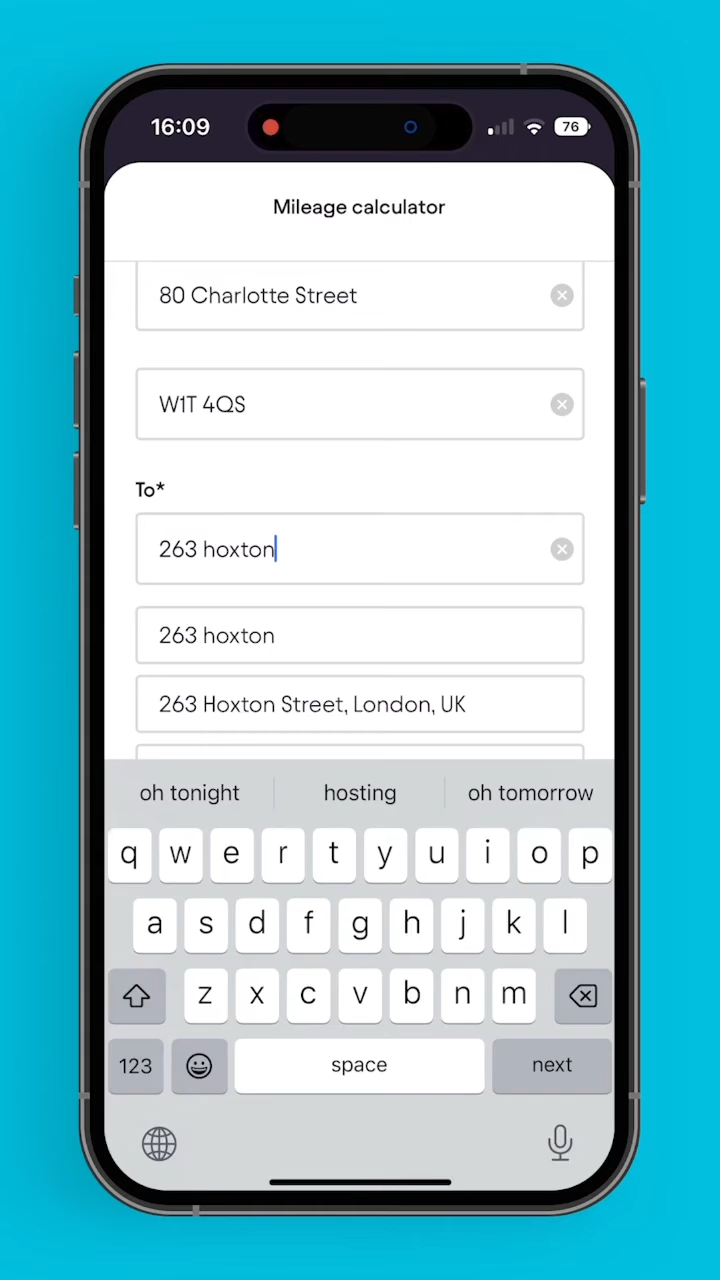 16:09
76
Mileage calculator
80 Charlotte Street
W1T 4QS
To*
263 hoxton
263 hoxton
263 Hoxton Street, London, UK
oh tonight hosting oh tomorrow
q w e r t y u i o p
a s d f g h j k l
z x c v b n m
123 space next